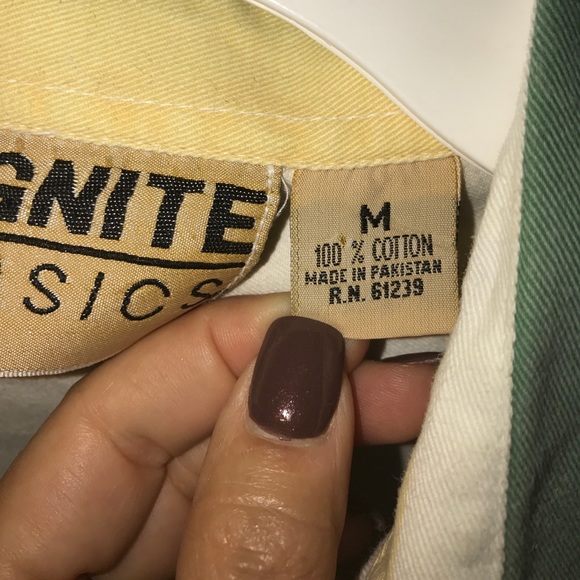 GNITE
SICS
M
100 % COTTON
MADE IN PAKISTAN
R.N. 61239